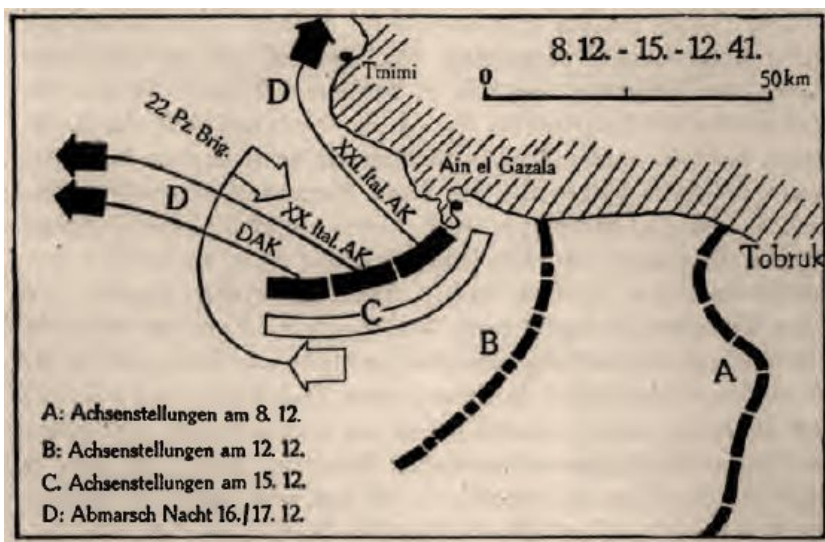 8.12. - 15. - 12. 41.
0 50 km
Tmimi
D
22. Pz. Brig.
XXI. Ital. AK
Ain el Gazala
D
XX. Ital. AK
DAK
Tobruk
C
B
A
A: Achsenstellungen am 8. 12.
B: Achsenstellungen am 12. 12.
C. Achsenstellungen am 15. 12.
D: Abmarsch Nacht 16./17. 12.